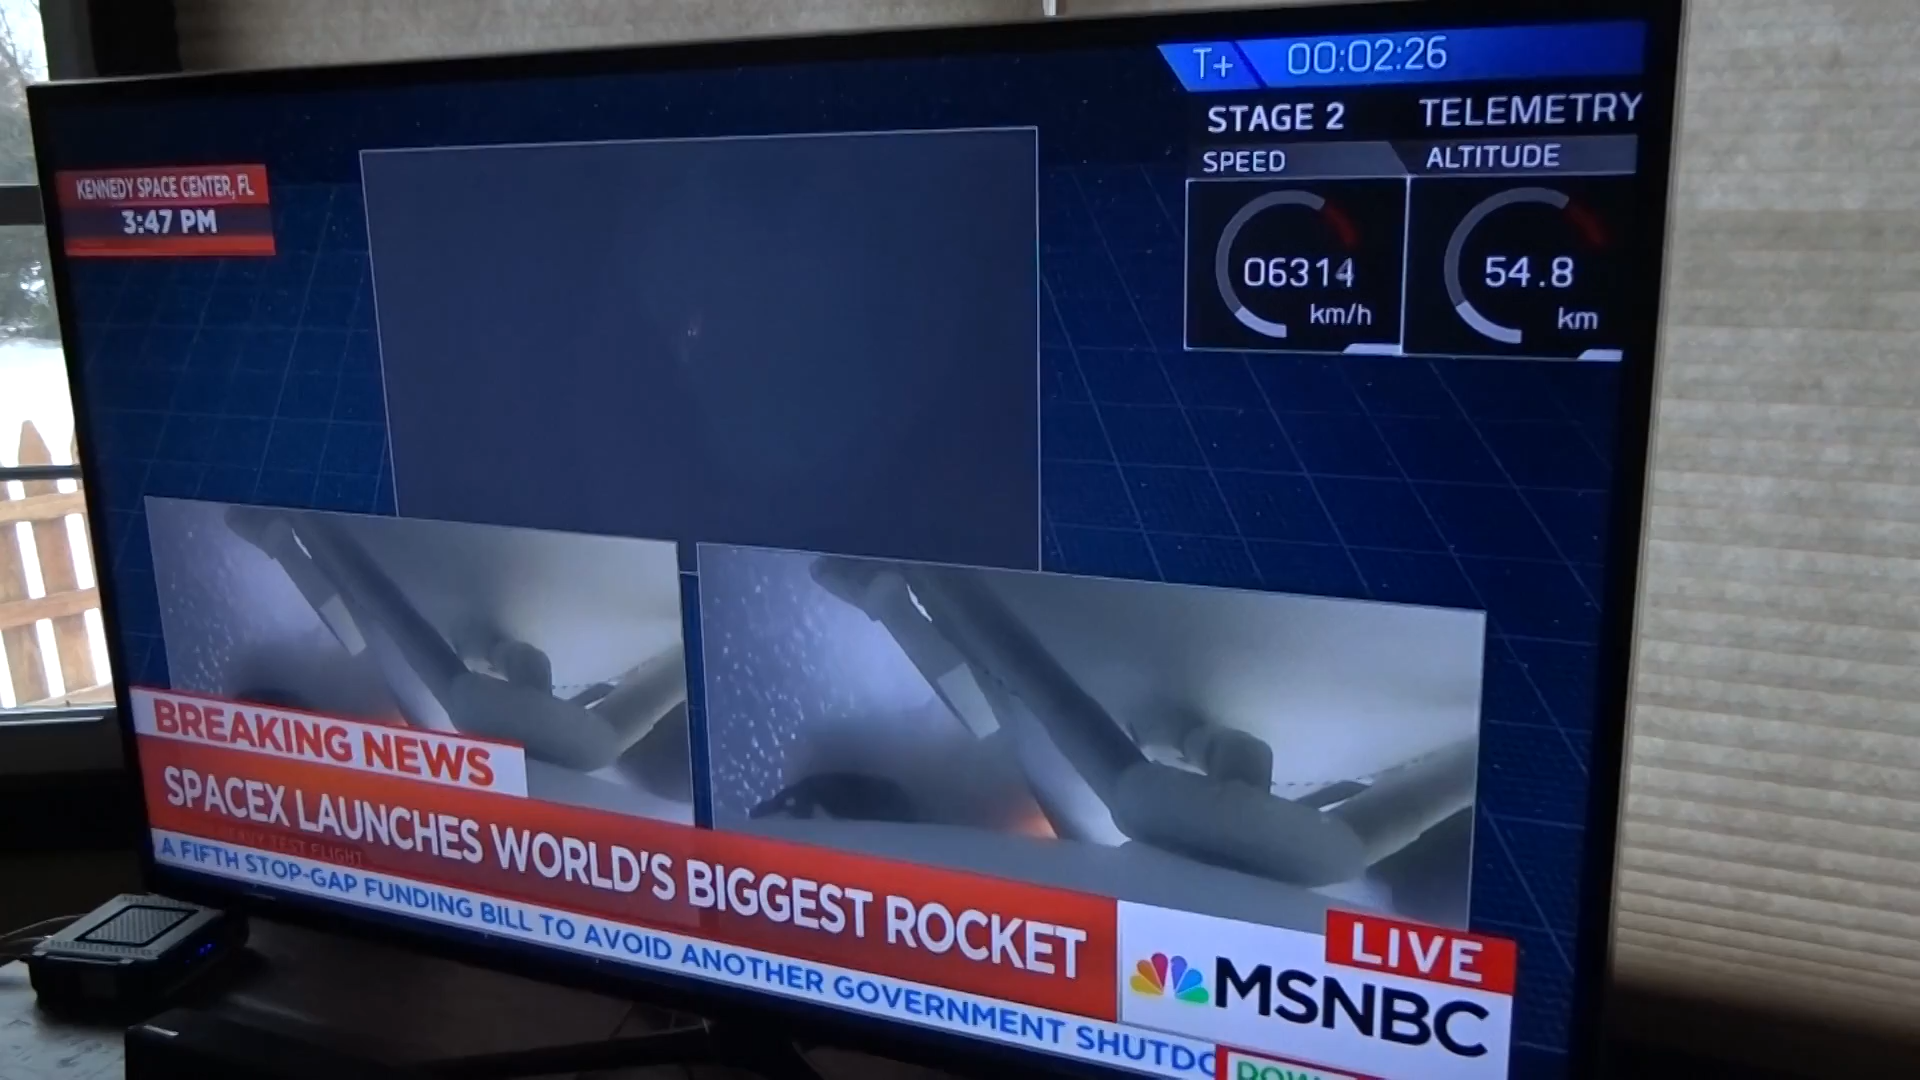 T+ 00:02:26
STAGE 2 TELEMETRY
SPEED ALTITUDE
06314 54.8
km/h km
KENNEDY SPACE CENTER, FL
3:47 PM
BREAKING NEWS
SPACEX LAUNCHES WORLD'S BIGGEST ROCKET
TEST FLIGHT
LIVE
MSNBC
A FIFTH STOP-GAP FUNDING BILL TO AVOID ANOTHER GOVERNMENT SHUTDO